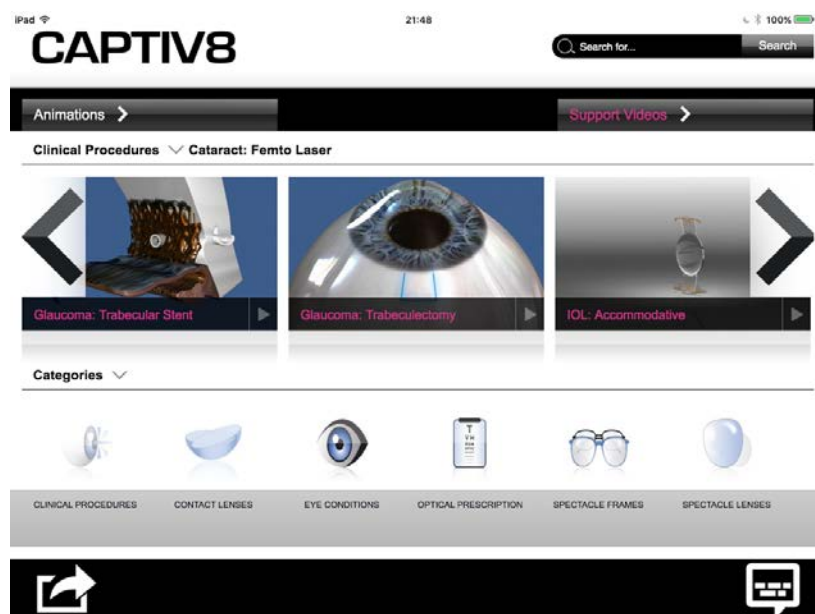 iPad 21:48 100%
CAPTIV8
Search for... Search
Animations Support Videos
Clinical Procedures Cataract: Femto Laser
Glaucoma: Trabecular Stent Glaucoma: Trabeculectomy IOL: Accommodative
Categories
CLINICAL PROCEDURES CONTACT LENSES EYE CONDITIONS OPTICAL PRESCRIPTION SPECTACLE FRAMES SPECTACLE LENSES